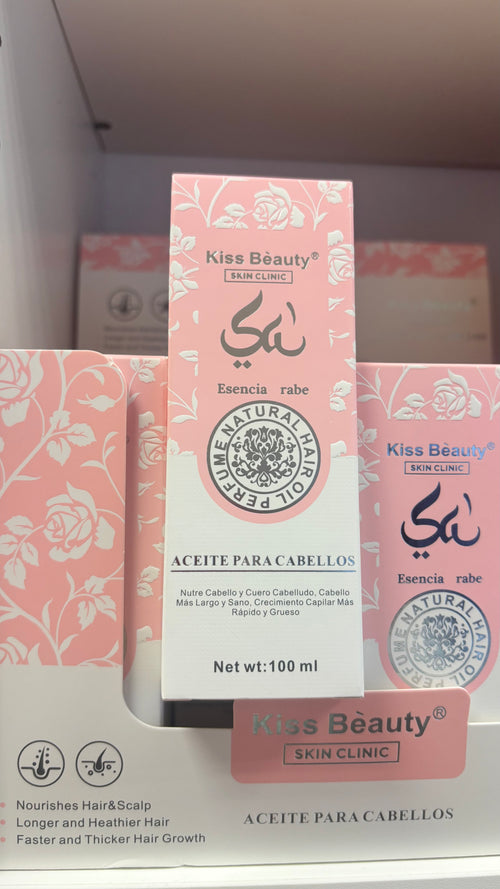 Kiss Bèauty®
SKIN CLINIC
Esencia rabe
NATURAL HAIR OIL PERFUME
ACEITE PARA CABELLOS
Nutre Cabello y Cuero Cabelludo, Cabello
Más Largo y Sano, Crecimiento Capilar Más
Rápido y Grueso
Net wt:100 ml
Kiss Bèauty®
SKIN CLINIC
Esencia rabe
NATURAL HAIR OIL PERFUME
Kiss Bèauty®
SKIN CLINIC
Nourishes Hair&Scalp
Longer and Heathier Hair
Faster and Thicker Hair Growth
ACEITE PARA CABELLOS